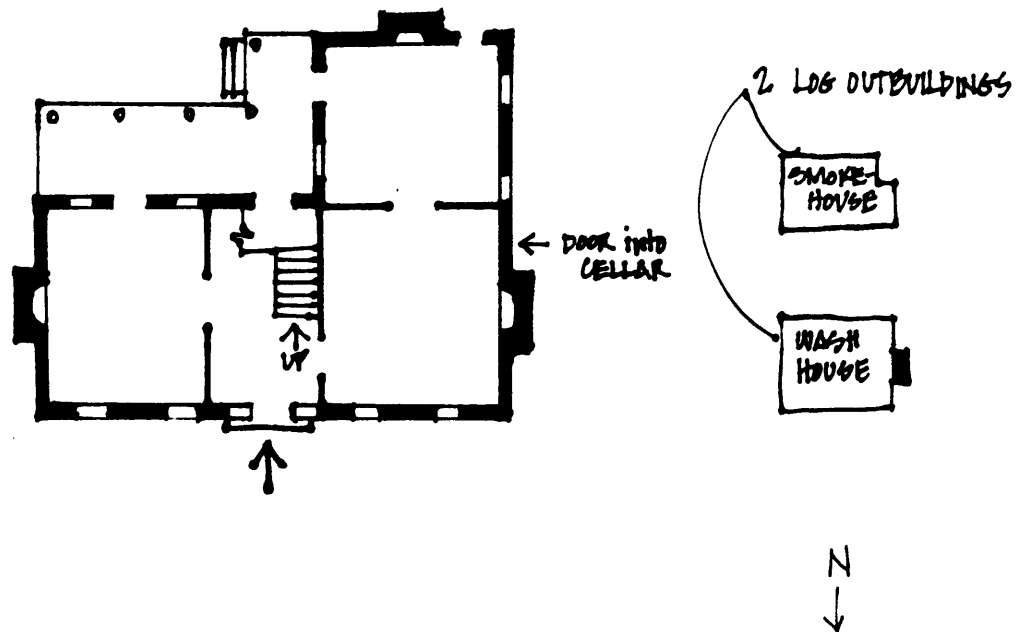 2 LOG OUTBUILDINGS
SMOKE-
HOUSE
DOOR into
CELLAR
UP
WASH
HOUSE
N